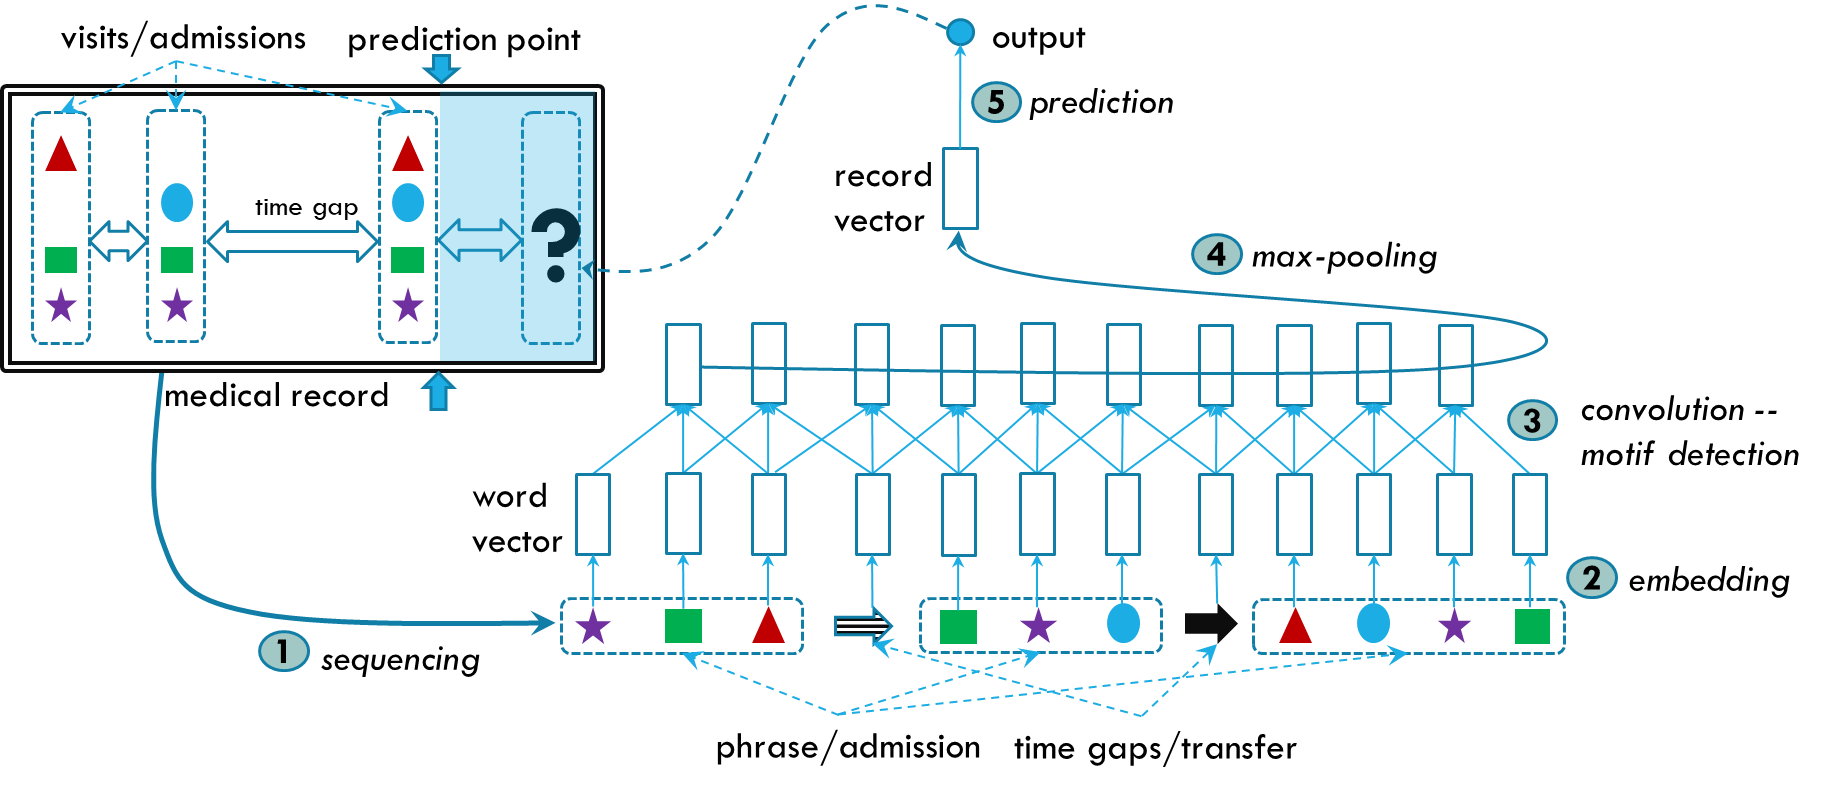 visits/admissions
prediction point
output
5 prediction
time gap
record
vector
4 max-pooling
?
medical record
3 convolution --
motif detection
word
vector
2 embedding
1 sequencing
phrase/admission
time gaps/transfer